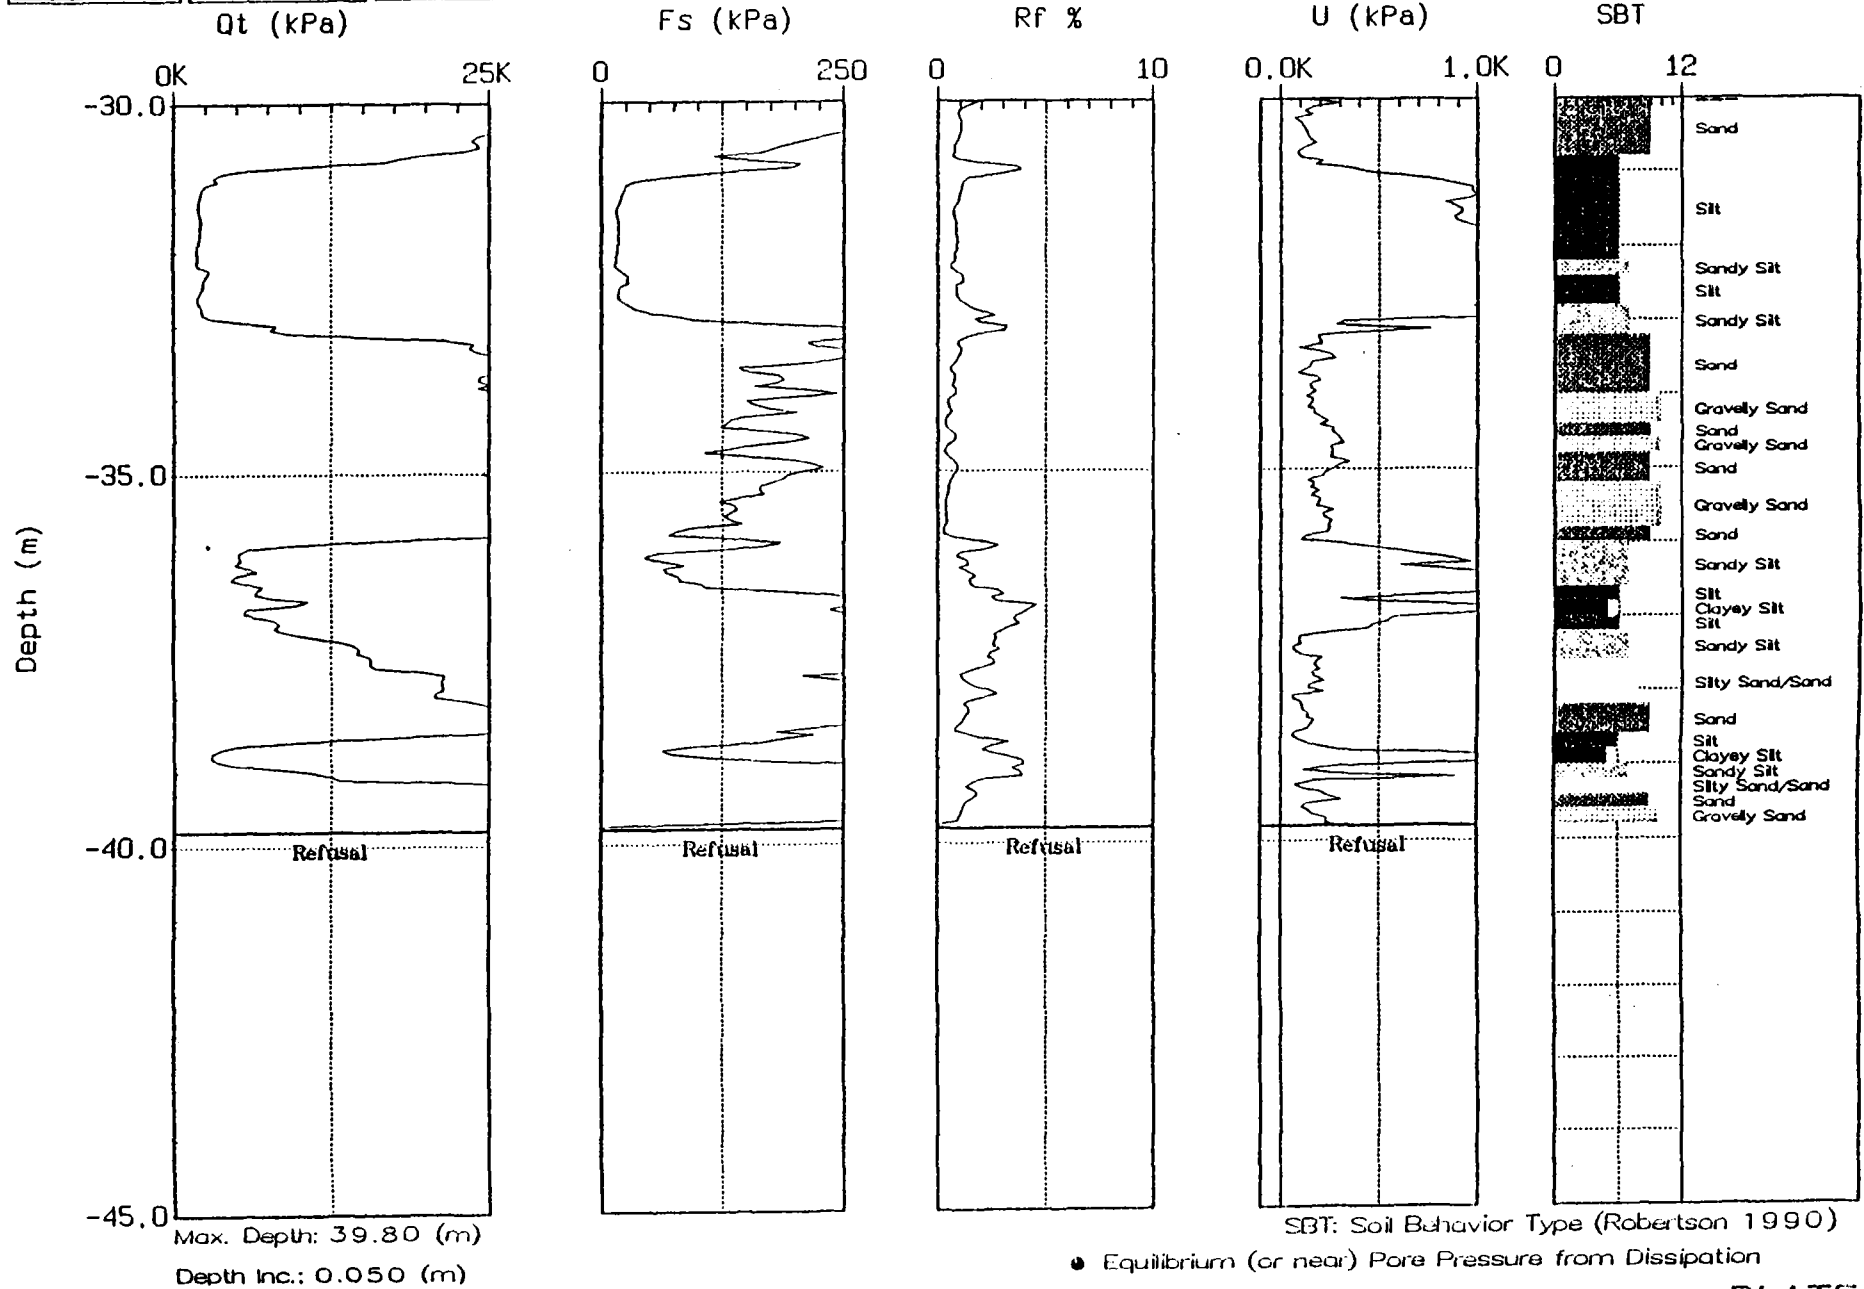 Qt (kPa)
Fs (kPa)
Rf %
U (kPa)
SBT
0K
25K
0
250
0
10
0.0K
1.0K
0
12
-30.0
-35.0
-40.0
-45.0
Depth (m)
Sand
Silt
Sandy Silt
Silt
Sandy Silt
Sand
Gravelly Sand
Sand
Gravelly Sand
Sand
Gravelly Sand
Sand
Sandy Silt
Silt
Clayey Silt
Silt
Sandy Silt
Silty Sand/Sand
Sand
Silt
Clayey Silt
Sandy Silt
Silty Sand/Sand
Sand
Gravelly Sand
Refusal
Refusal
Refusal
Refusal
Max. Depth: 39.80 (m)
Depth Inc.: 0.050 (m)
SBT: Soil Behavior Type (Robertson 1990)
Equilibrium (or near) Pore Pressure from Dissipation